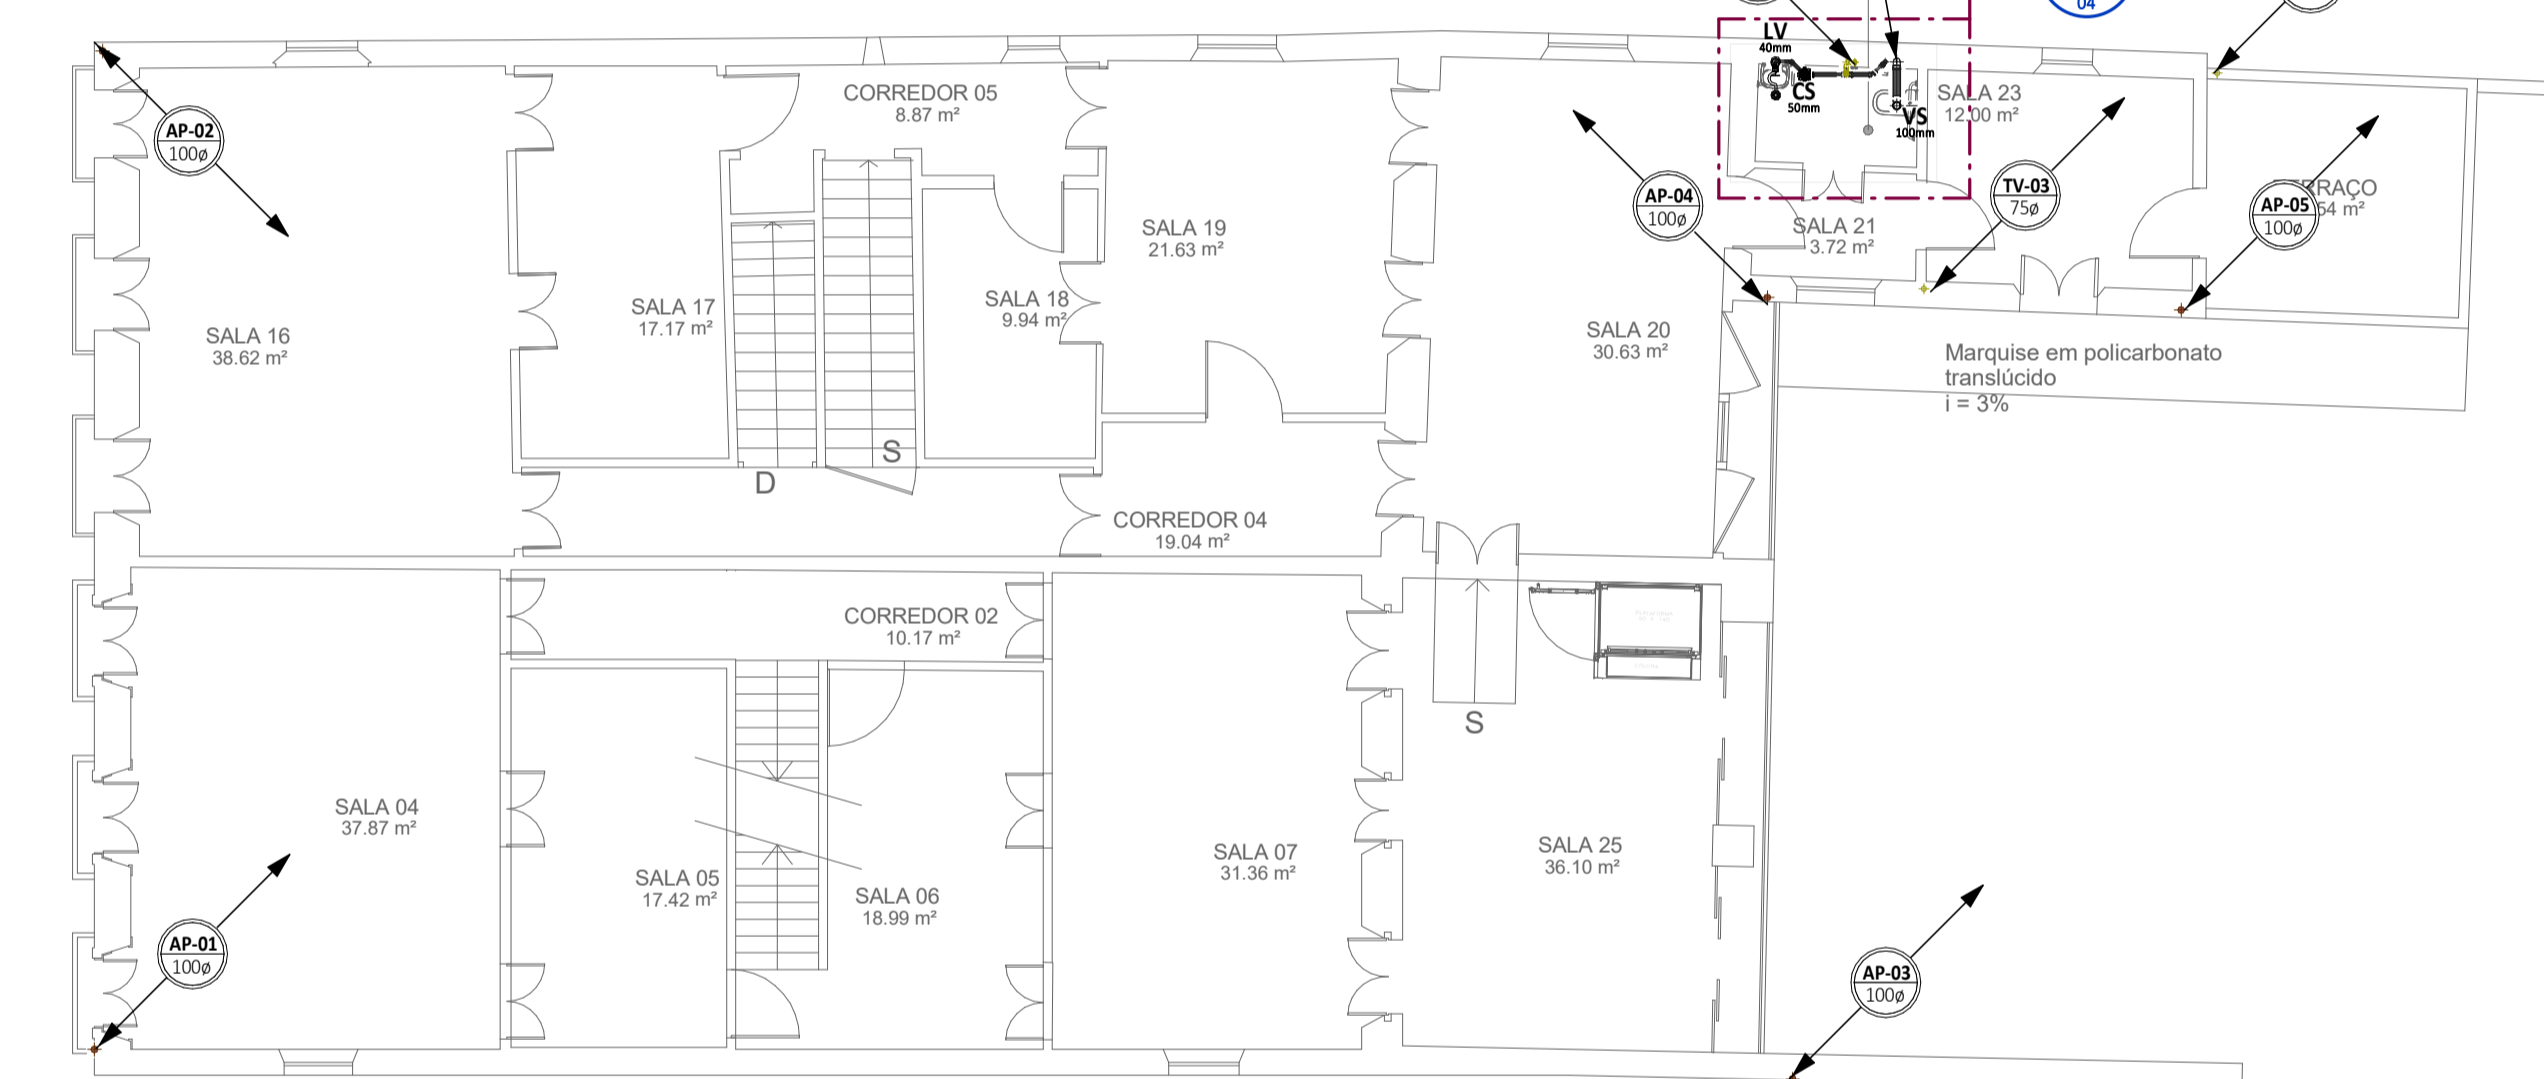 04
LV
40mm
CS
50mm
VS
100mm
CORREDOR 05
8.87 m²
SALA 23
12.00 m²
AP-02
100ø
AP-04
100ø
TV-03
75ø
RRAÇO
54 m²
AP-05
100ø
SALA 19
21.63 m²
SALA 21
3.72 m²
SALA 17
17.17 m²
SALA 18
9.94 m²
SALA 16
38.62 m²
SALA 20
30.63 m²
Marquise em policarbonato
translúcido
i = 3%
S
D
CORREDOR 04
19.04 m²
CORREDOR 02
10.17 m²
S
SALA 04
37.87 m²
SALA 07
31.36 m²
SALA 25
36.10 m²
SALA 05
17.42 m²
SALA 06
18.99 m²
AP-01
100ø
AP-03
100ø